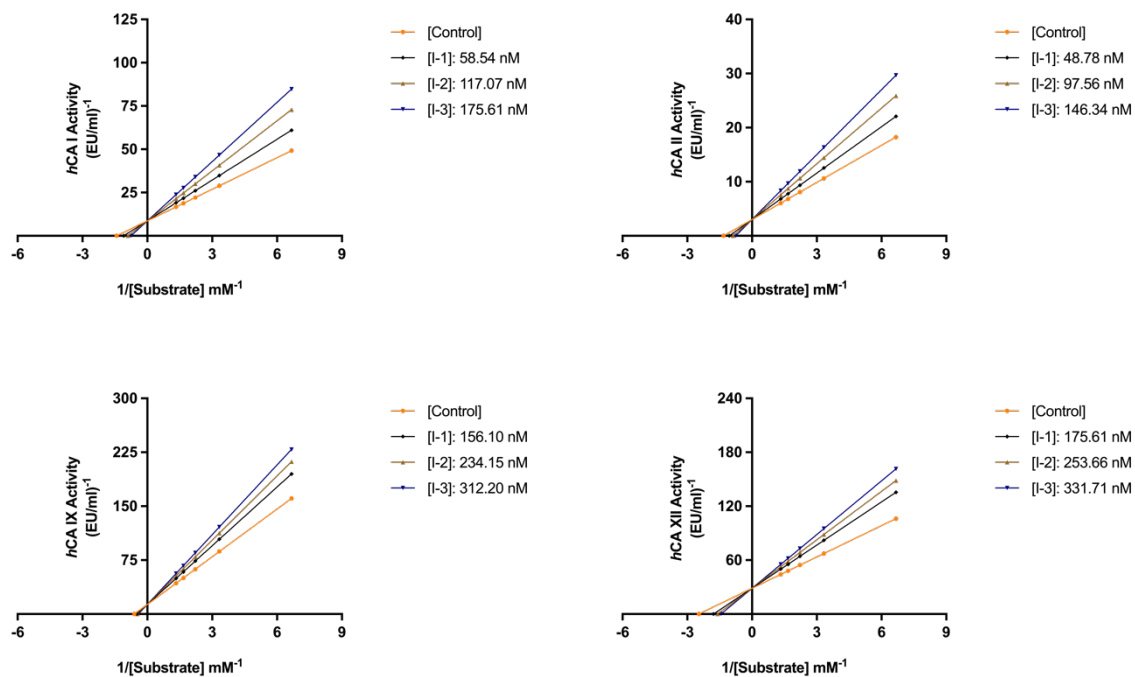 125
100
75
50
25
hCA I Activity
(EU/ml)⁻¹
-6 -3 0 3 6 9
1/[Substrate] mM⁻¹
[Control]
[I-1]: 58.54 nM
[I-2]: 117.07 nM
[I-3]: 175.61 nM
40
30
20
10
hCA II Activity
(EU/ml)⁻¹
-6 -3 0 3 6 9
1/[Substrate] mM⁻¹
[Control]
[I-1]: 48.78 nM
[I-2]: 97.56 nM
[I-3]: 146.34 nM
300
225
150
75
hCA IX Activity
(EU/ml)⁻¹
-6 -3 0 3 6 9
1/[Substrate] mM⁻¹
[Control]
[I-1]: 156.10 nM
[I-2]: 234.15 nM
[I-3]: 312.20 nM
240
180
120
60
hCA XII Activity
(EU/ml)⁻¹
-6 -3 0 3 6 9
1/[Substrate] mM⁻¹
[Control]
[I-1]: 175.61 nM
[I-2]: 253.66 nM
[I-3]: 331.71 nM